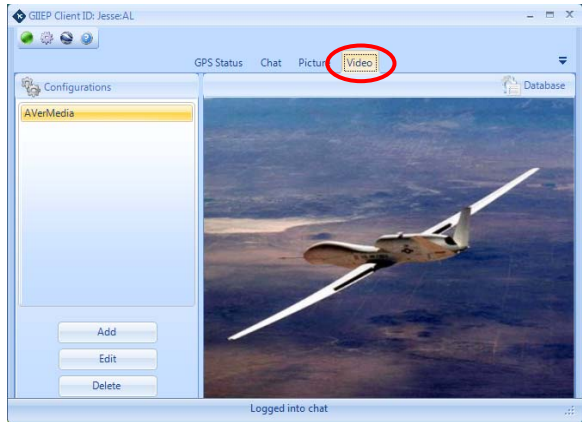 GIIEP Client ID: Jesse:AL
GPS Status Chat Picture Video
Configurations
Database
AVerMedia
Add
Edit
Delete
Logged into chat